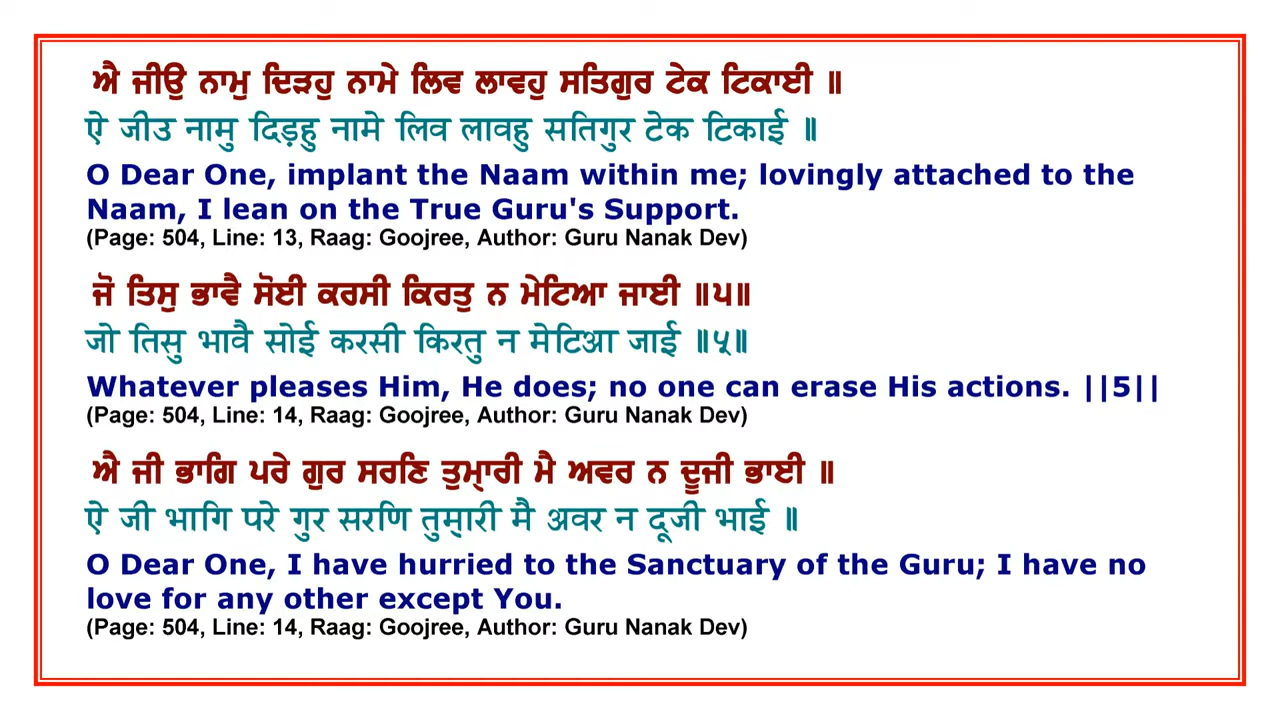 ਐ ਜੀਉ ਨਾਮੁ ਦਿੜਹੁ ਨਾਮੇ ਲਿਵ ਲਾਵਹੁ ਸਤਿਗੁਰ ਟੇਕ ਟਿਕਾਈ ॥
ऐ जीउ नामु दिड़हु नामे लिव लावहु सतिगुर टेक टिकाई ॥
O Dear One, implant the Naam within me; lovingly attached to the
Naam, I lean on the True Guru's Support.
(Page: 504, Line: 13, Raag: Goojree, Author: Guru Nanak Dev)
ਜੋ ਤਿਸੁ ਭਾਵੈ ਸੋਈ ਕਰਸੀ ਕਿਰਤੁ ਨ ਮੇਟਿਆ ਜਾਈ ॥੫॥
जो तिसु भावै सोई करसी किरतु न मेटिआ जाई ॥५॥
Whatever pleases Him, He does; no one can erase His actions. ||5||
(Page: 504, Line: 14, Raag: Goojree, Author: Guru Nanak Dev)
ਐ ਜੀ ਭਾਗਿ ਪਰੇ ਗੁਰ ਸਰਣਿ ਤੁਮ੍ਹਾਰੀ ਮੈ ਅਵਰ ਨ ਦੂਜੀ ਭਾਈ ॥
ऐ जी भागि परे गुर सरणि तुम्हारी मै अवर न दूजी भाई ॥
O Dear One, I have hurried to the Sanctuary of the Guru; I have no
love for any other except You.
(Page: 504, Line: 14, Raag: Goojree, Author: Guru Nanak Dev)